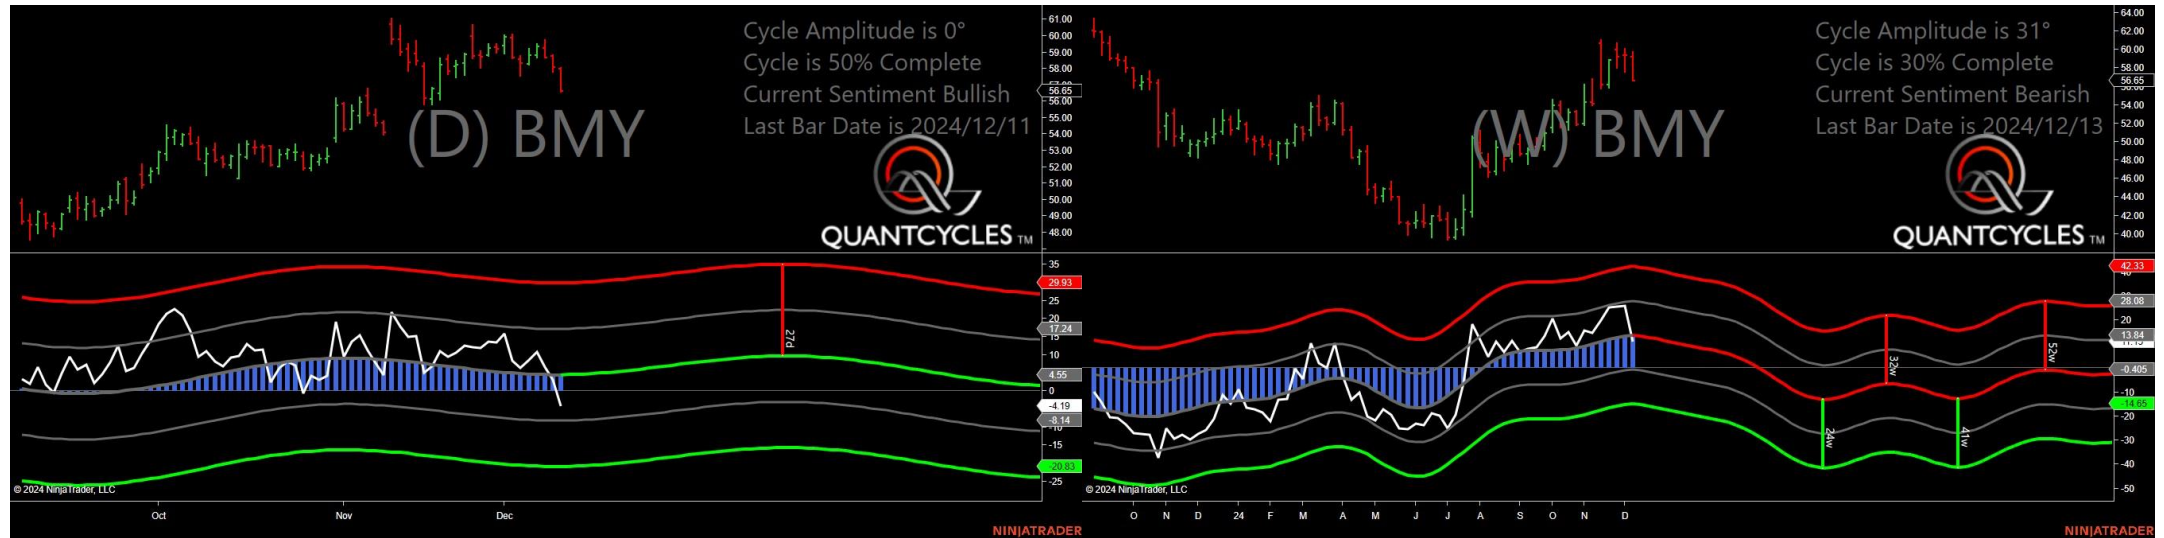 Cycle Amplitude is 0°
Cycle is 50% Complete
Current Sentiment Bullish
Last Bar Date is 2024/12/11
(D) BMY
QUANTCYCLES TM
61.00
60.00
59.00
58.00
57.00
56.65
56.00
55.00
54.00
53.00
52.00
51.00
50.00
49.00
48.00
35
29.93
25
20
17.24
15
10
4.55
0
-4.19
-8.14
-10
-15
-20.83
-25
27d
© 2024 NinjaTrader, LLC
Oct
Nov
Dec
NINJATRADER
Cycle Amplitude is 31°
Cycle is 30% Complete
Current Sentiment Bearish
Last Bar Date is 2024/12/13
(W) BMY
QUANTCYCLES TM
64.00
62.00
60.00
58.00
56.65
54.00
52.00
50.00
48.00
46.00
44.00
42.00
40.00
42.33
40
28.08
20
13.84
-0.405
-10
-14.65
-20
-30
-40
-50
32w
52w
24w
41w
© 2024 NinjaTrader, LLC
O N D 24 F M A M J J A S O N D
NINJATRADER